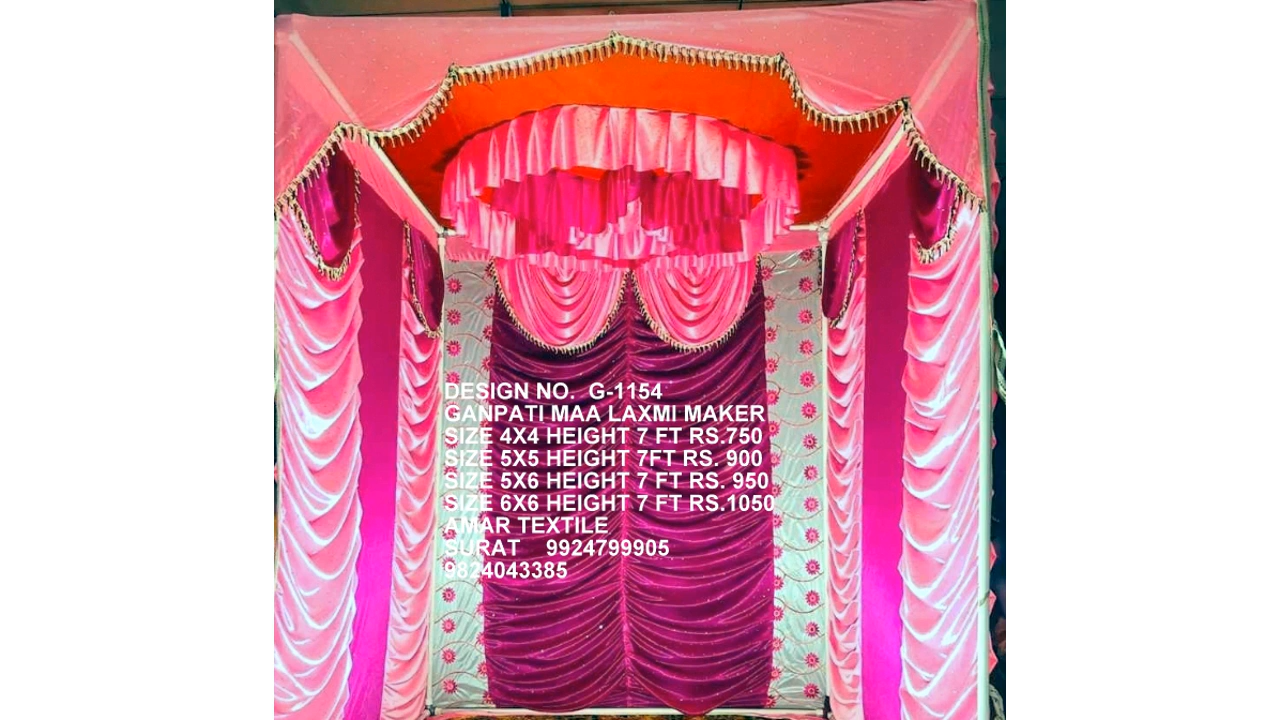 DESIGN NO.  G-1154
GANPATI MAA LAXMI MAKER
SIZE 4X4 HEIGHT 7 FT RS.750
SIZE 5X5 HEIGHT 7FT RS. 900
SIZE 5X6 HEIGHT 7 FT RS. 950
SIZE 6X6 HEIGHT 7 FT RS.1050
AMAR TEXTILE
SURAT    9924799905
9824043385